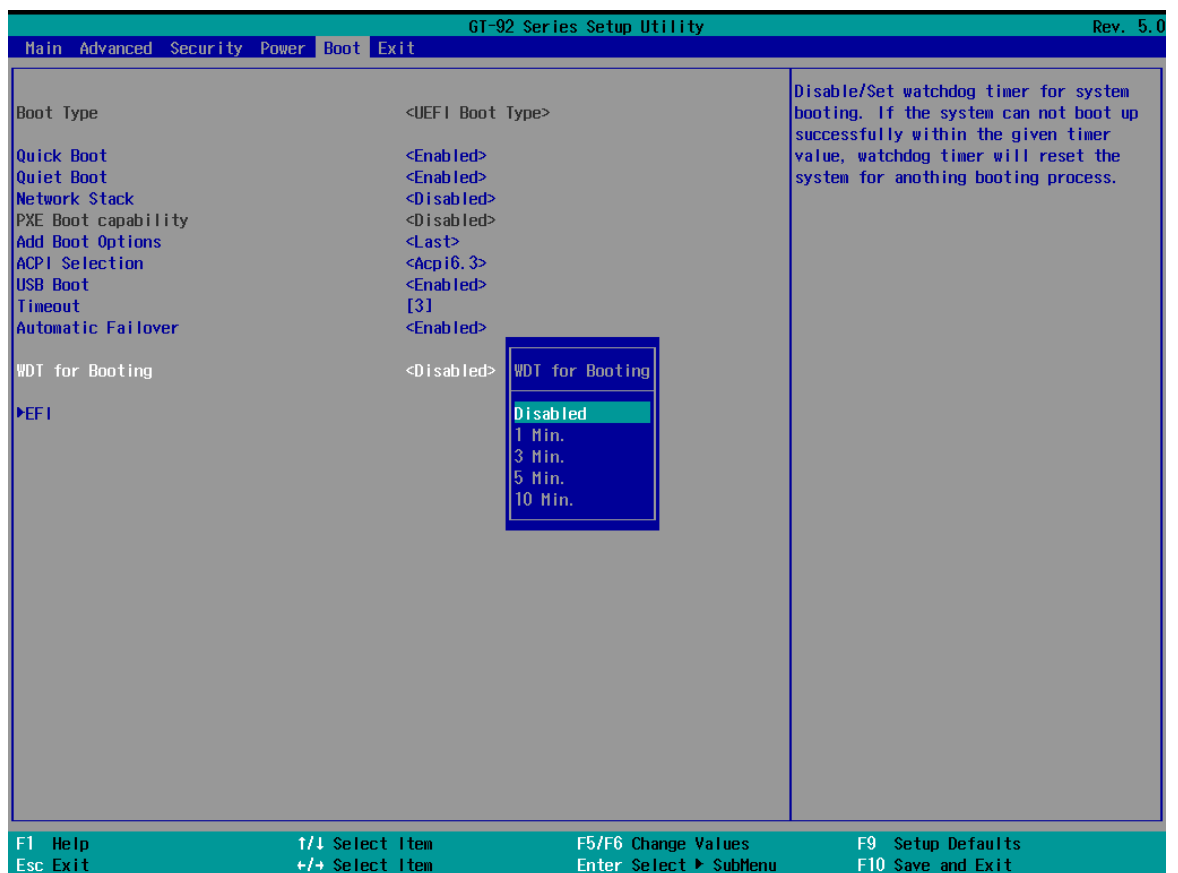 GT-92 Series Setup Utility Rev. 5.0
Main Advanced Security Power Boot Exit
Boot Type <UEFI Boot Type>
Quick Boot <Enabled>
Quiet Boot <Enabled>
Network Stack <Disabled>
PXE Boot capability <Disabled>
Add Boot Options <Last>
ACPI Selection <Acpi6.3>
USB Boot <Enabled>
Timeout [3]
Automatic Failover <Enabled>
WDT for Booting <Disabled>
▶EFI
WDT for Booting
Disabled
1 Min.
3 Min.
5 Min.
10 Min.
Disable/Set watchdog timer for system
booting. If the system can not boot up
successfully within the given timer
value, watchdog timer will reset the
system for anothing booting process.
F1 Help ↑/↓ Select Item F5/F6 Change Values F9 Setup Defaults
Esc Exit ←/→ Select Item Enter Select ▶ SubMenu F10 Save and Exit